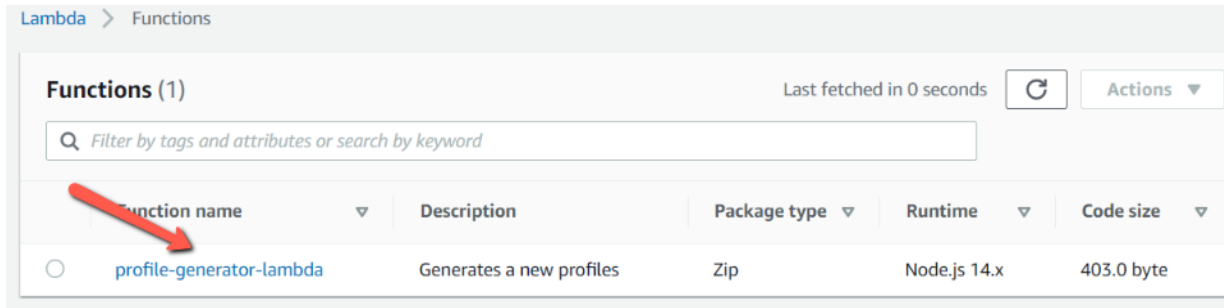 Lambda > Functions
Functions (1) Last fetched in 0 seconds Actions
Filter by tags and attributes or search by keyword
Function name Description Package type Runtime Code size
profile-generator-lambda Generates a new profiles Zip Node.js 14.x 403.0 byte